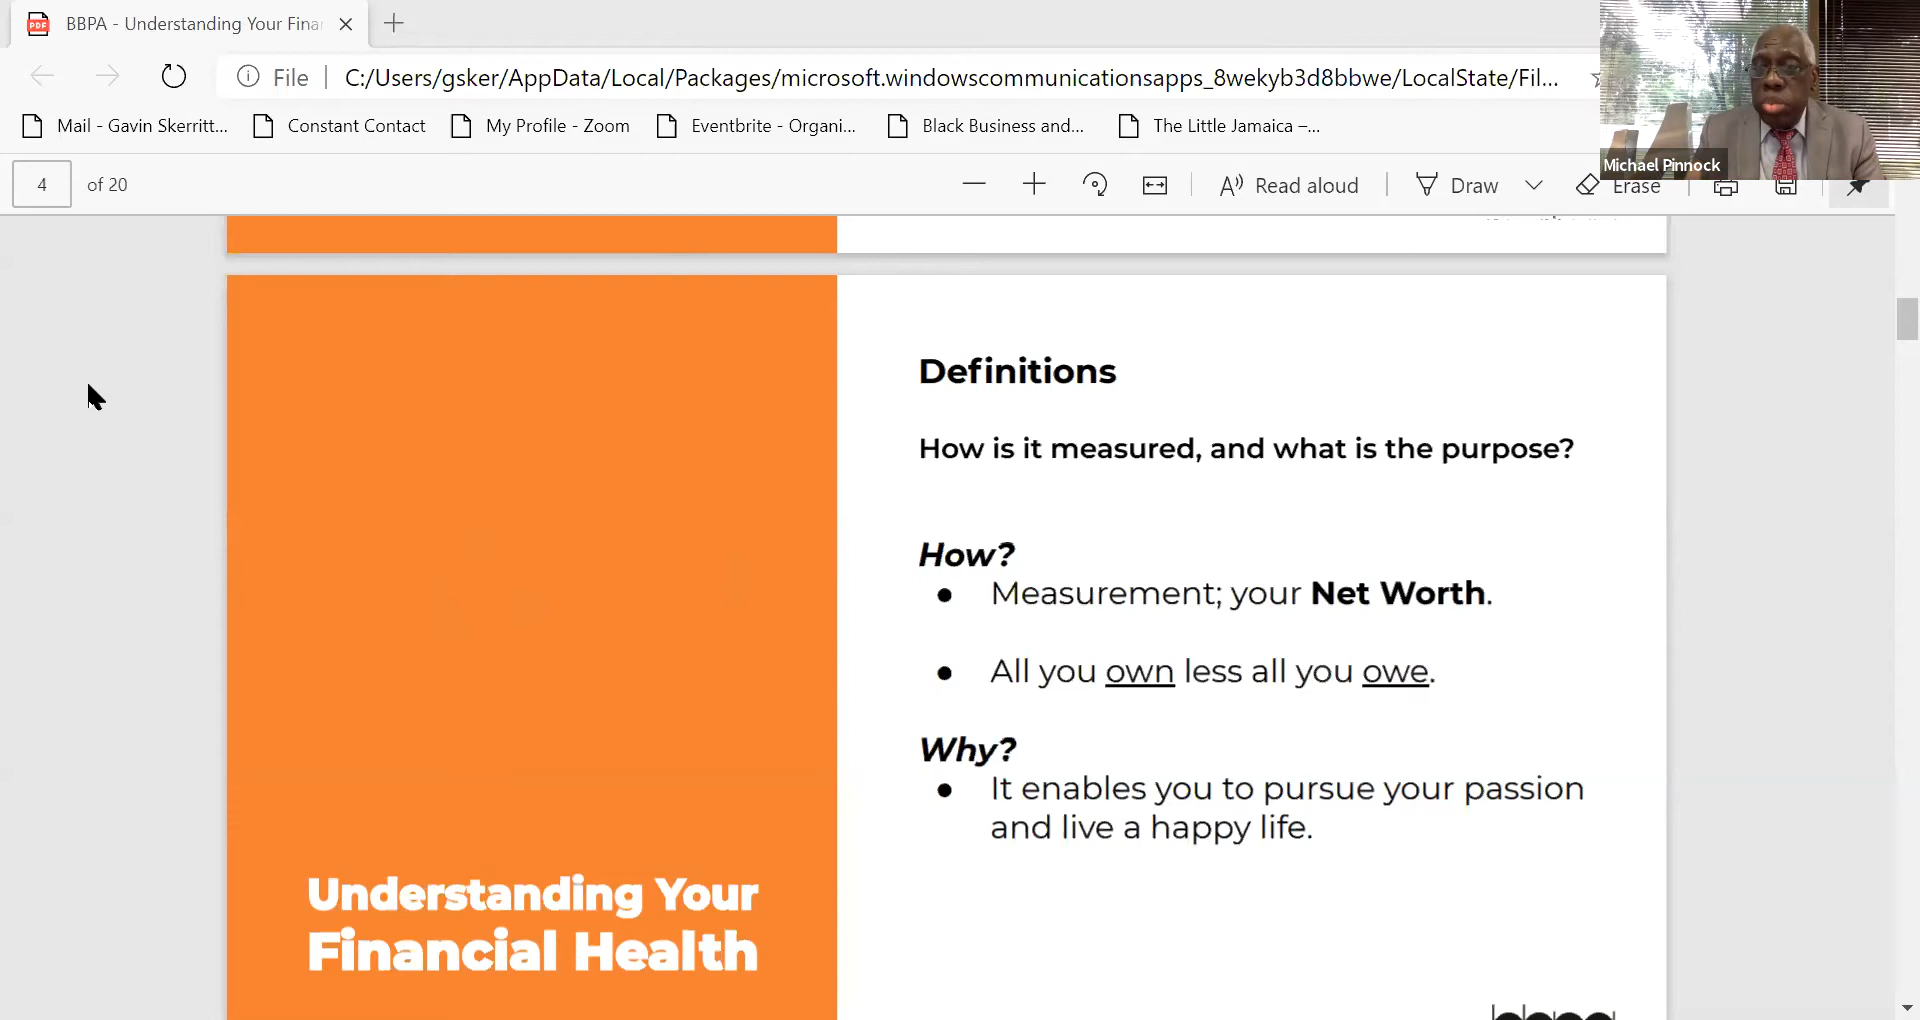 BBPA - Understanding Your Fina
File
C:/Users/gsker/AppData/Local/Packages/microsoft.windowscommunicationsapps_8wekyb3d8bbwe/LocalState/Fil...
Mail - Gavin Skerritt...
Constant Contact
My Profile - Zoom
Eventbrite - Organi...
Black Business and...
The Little Jamaica –...
Michael Pinnock
4 of 20
Read aloud
Draw
Erase
Definitions
How is it measured, and what is the purpose?
How?
● Measurement; your Net Worth.
● All you own less all you owe.
Why?
● It enables you to pursue your passion
and live a happy life.
Understanding Your
Financial Health